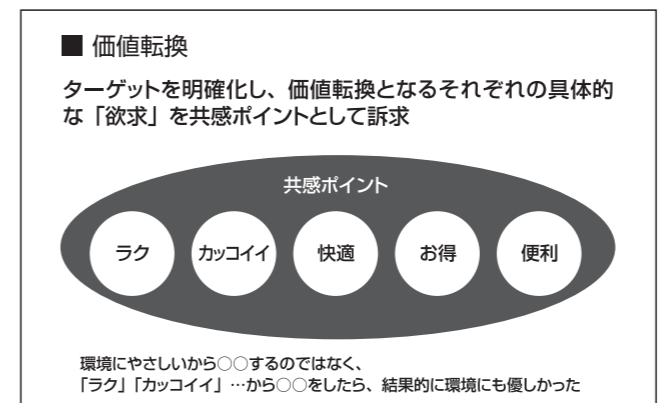 ■ 価値転換
ターゲットを明確化し、価値転換となるそれぞれの具体的
な「欲求」を共感ポイントとして訴求
共感ポイント
ラク
カッコイイ
快適
お得
便利
環境にやさしいから○○するのではなく、
「ラク」「カッコイイ」…から○○をしたら、結果的に環境にも優しかった